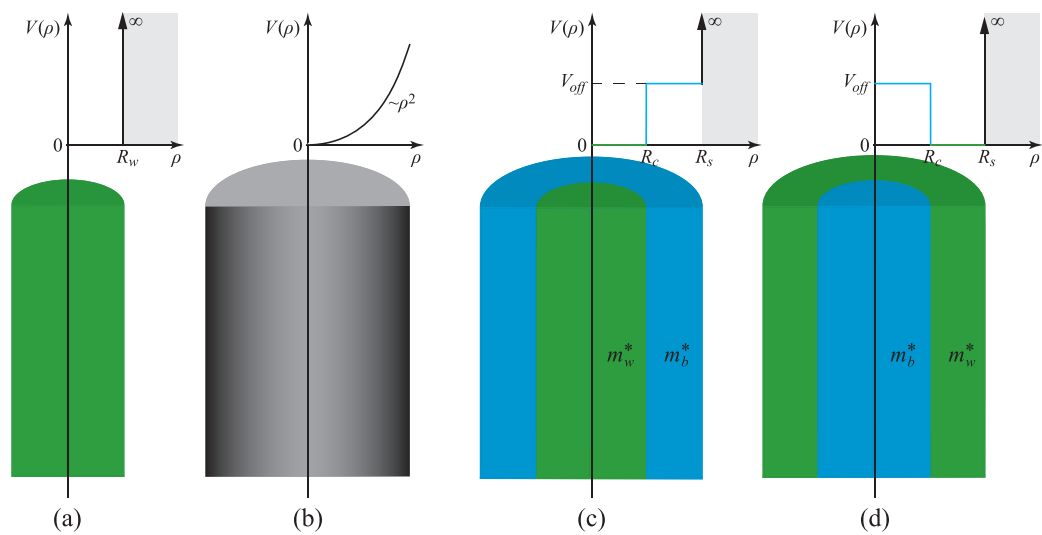 V(ρ)
∞
0
R_w
ρ
(a)
V(ρ)
~ρ²
0
ρ
(b)
V(ρ)
∞
V_off
0
R_c
R_s
ρ
m*_w
m*_b
(c)
V(ρ)
∞
V_off
0
R_c
R_s
ρ
m*_b
m*_w
(d)